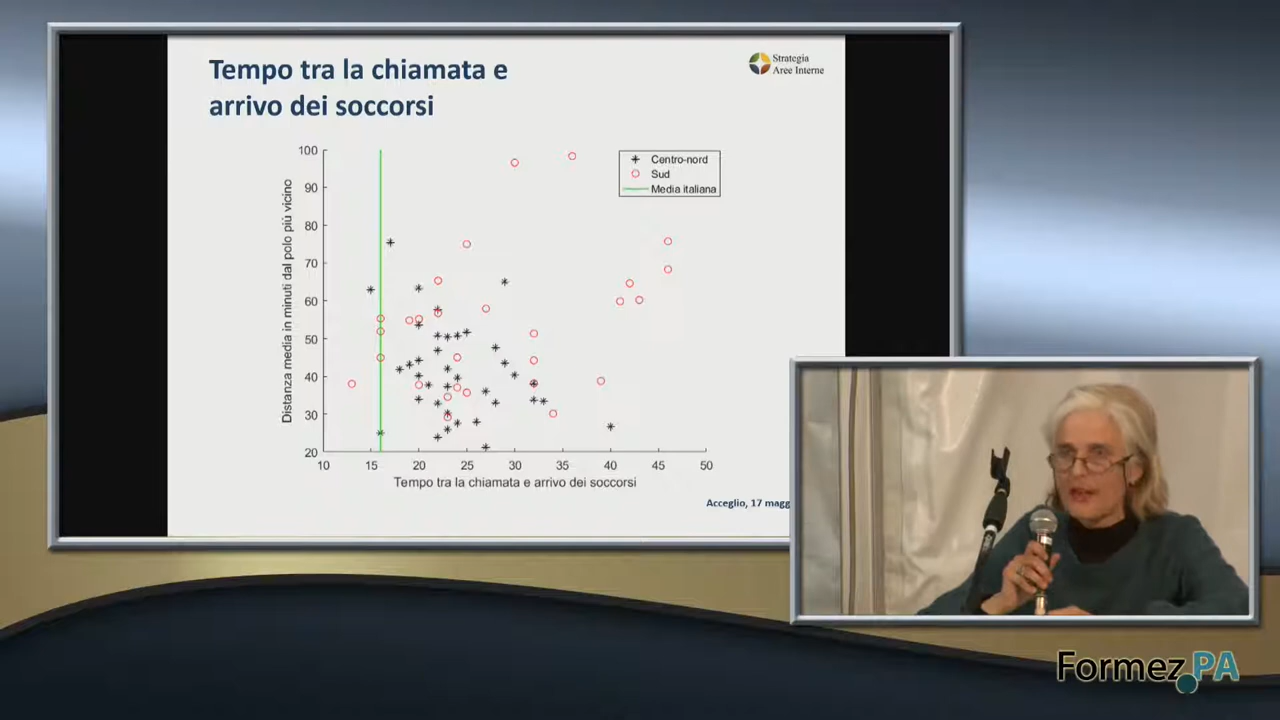 Tempo tra la chiamata e
arrivo dei soccorsi
Strategia
Aree Interne
Centro-nord
Sud
Media italiana
Distanza media in minuti dal polo più vicino
100
90
80
70
60
50
40
30
20
10
15
20
25
30
35
40
45
50
Tempo tra la chiamata e arrivo dei soccorsi
Acceglio, 17 magg
Formez PA